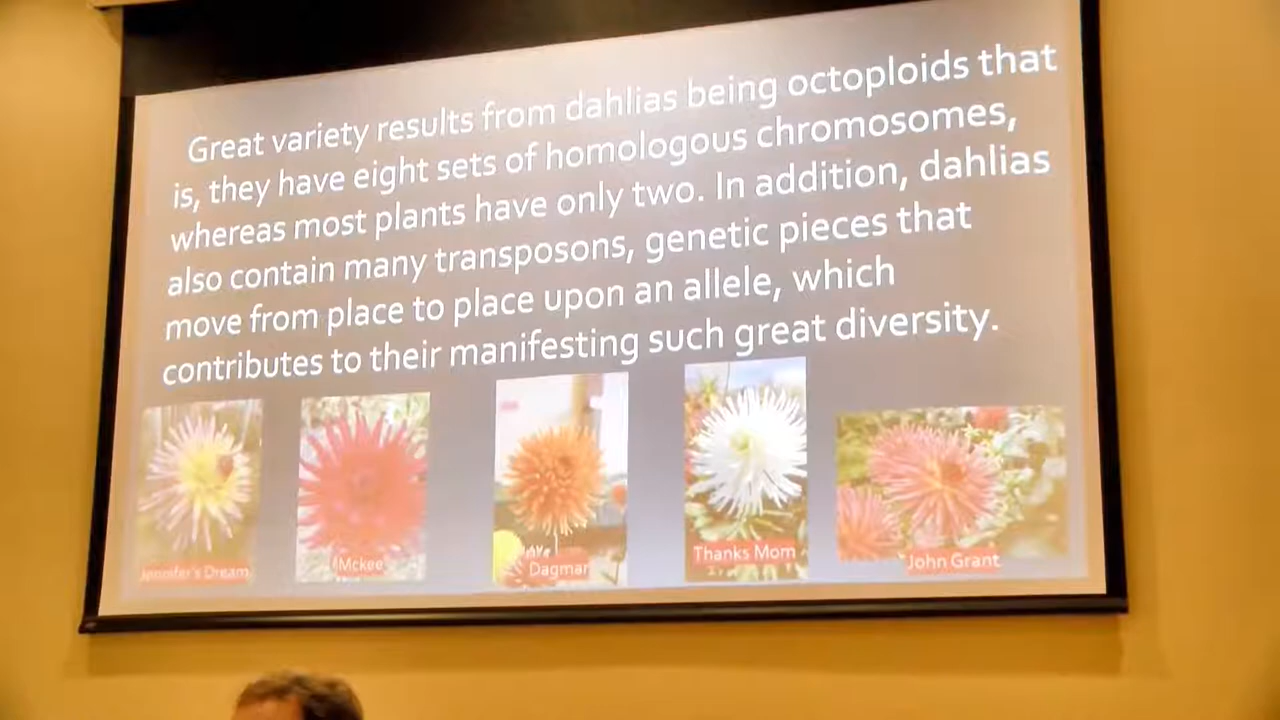 Great variety results from dahlias being octoploids that
is, they have eight sets of homologous chromosomes,
whereas most plants have only two. In addition, dahlias
also contain many transposons, genetic pieces that
move from place to place upon an allele, which
contributes to their manifesting such great diversity.
Jennifer's Dream
Mckee
Dagmar
Thanks Mom
John Grant